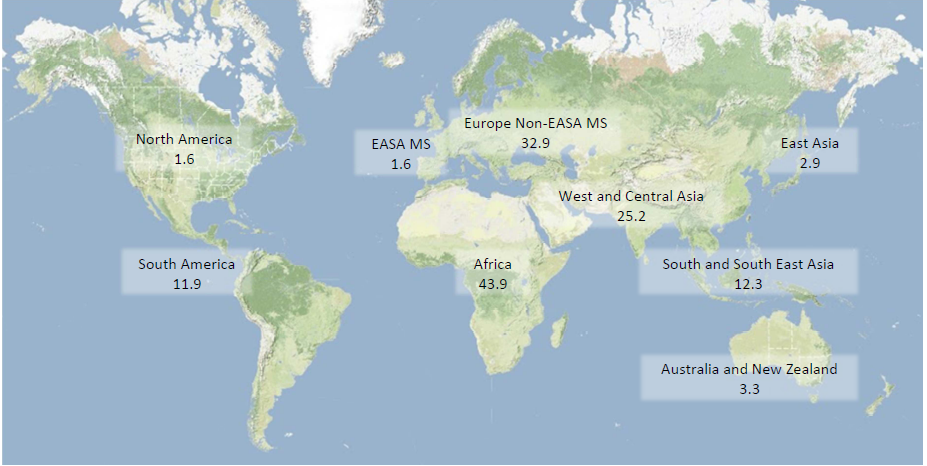 North America
1.6
EASA MS
1.6
Europe Non-EASA MS
32.9
East Asia
2.9
West and Central Asia
25.2
South America
11.9
Africa
43.9
South and South East Asia
12.3
Australia and New Zealand
3.3